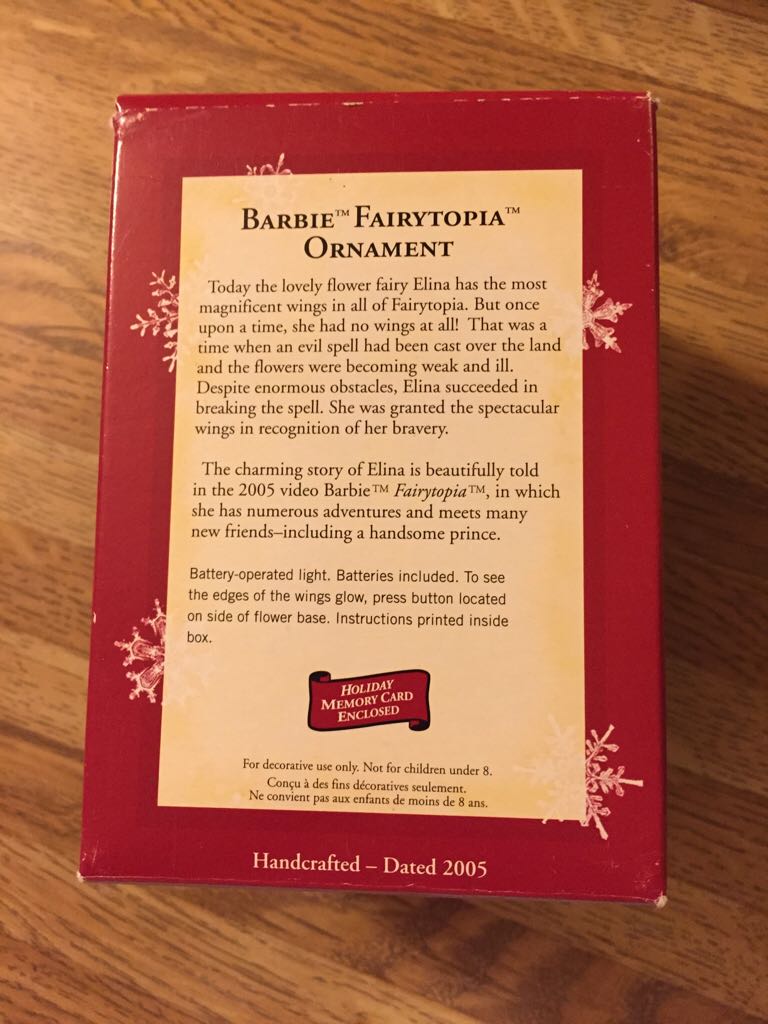 BARBIE™ FAIRYTOPIA™
ORNAMENT
Today the lovely flower fairy Elina has the most
magnificent wings in all of Fairytopia. But once
upon a time, she had no wings at all! That was a
time when an evil spell had been cast over the land
and the flowers were becoming weak and ill.
Despite enormous obstacles, Elina succeeded in
breaking the spell. She was granted the spectacular
wings in recognition of her bravery.
The charming story of Elina is beautifully told
in the 2005 video Barbie™ Fairytopia™, in which
she has numerous adventures and meets many
new friends–including a handsome prince.
Battery-operated light. Batteries included. To see
the edges of the wings glow, press button located
on side of flower base. Instructions printed inside
box.
HOLIDAY
MEMORY CARD
ENCLOSED
For decorative use only. Not for children under 8.
Conçu à des fins décoratives seulement.
Ne convient pas aux enfants de moins de 8 ans.
Handcrafted – Dated 2005